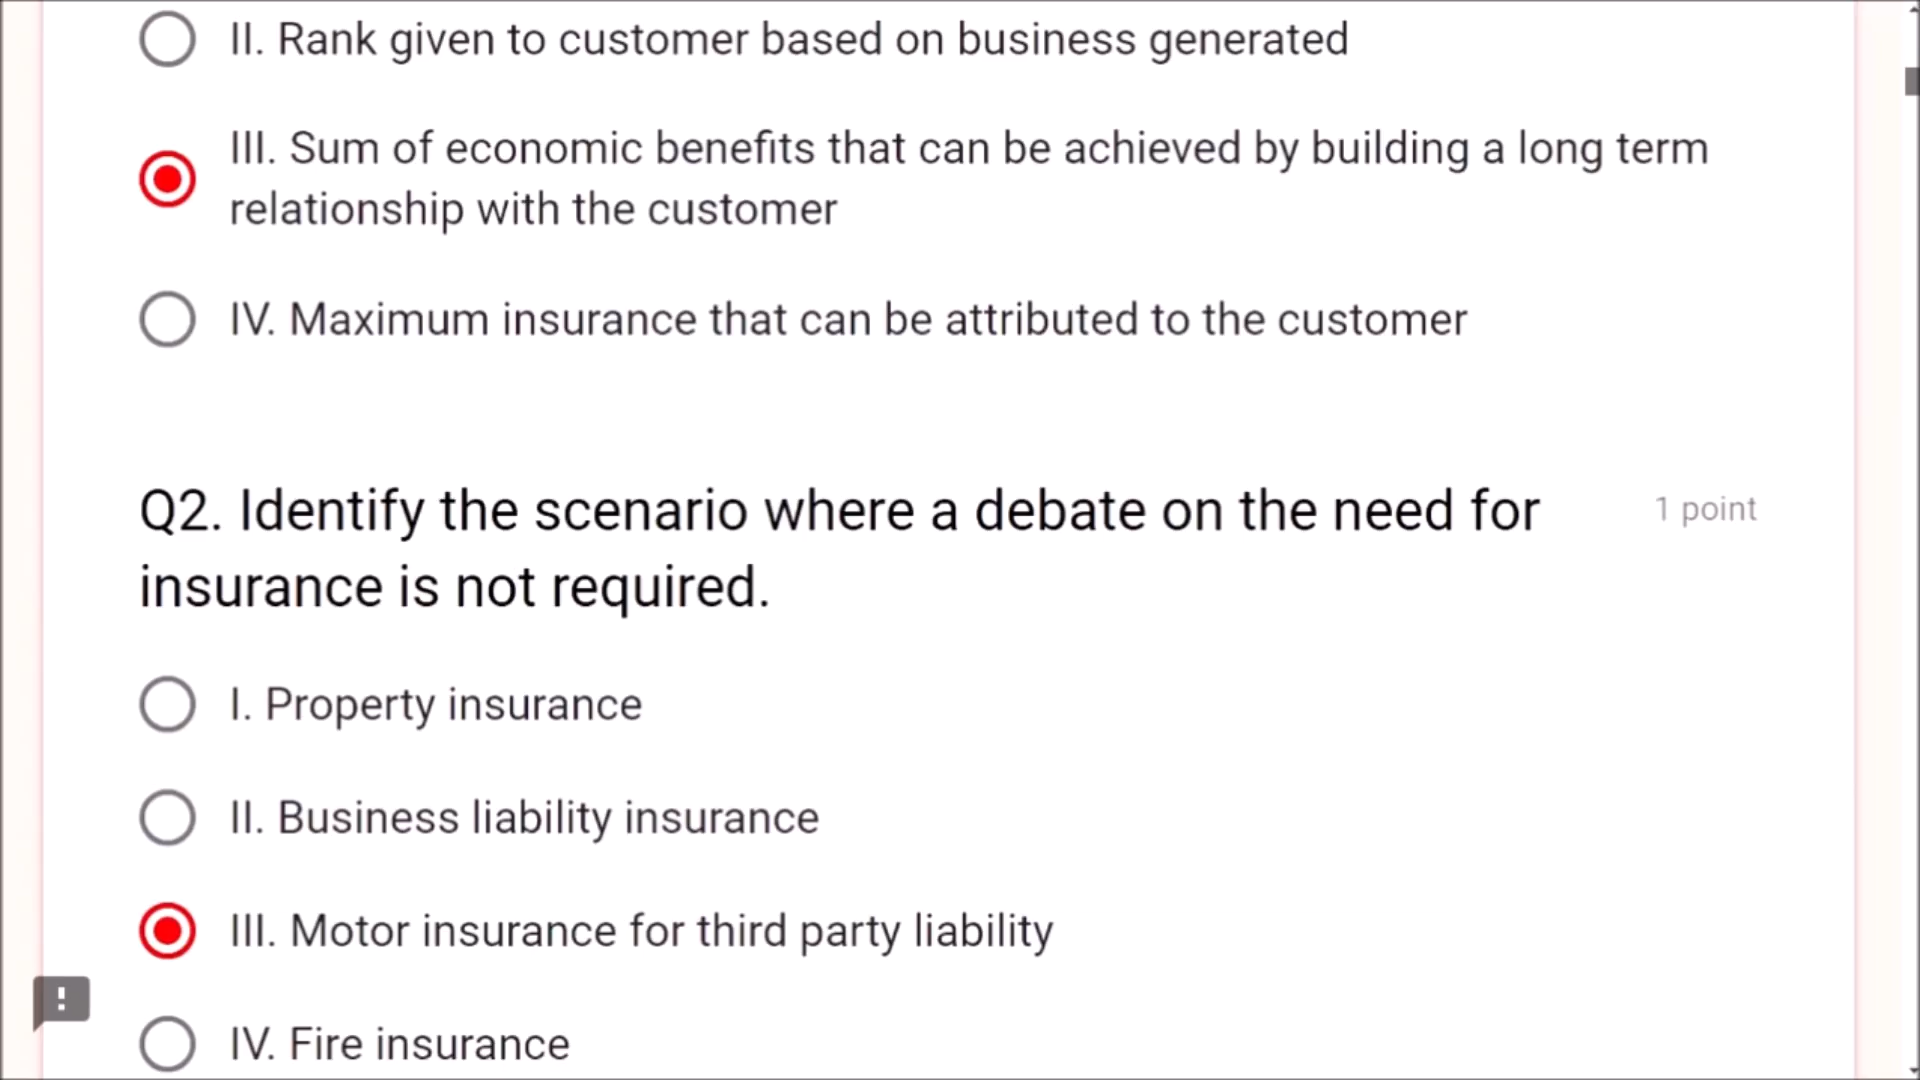 II. Rank given to customer based on business generated
III. Sum of economic benefits that can be achieved by building a long term
relationship with the customer
IV. Maximum insurance that can be attributed to the customer
Q2. Identify the scenario where a debate on the need for
insurance is not required.
1 point
I. Property insurance
II. Business liability insurance
III. Motor insurance for third party liability
IV. Fire insurance